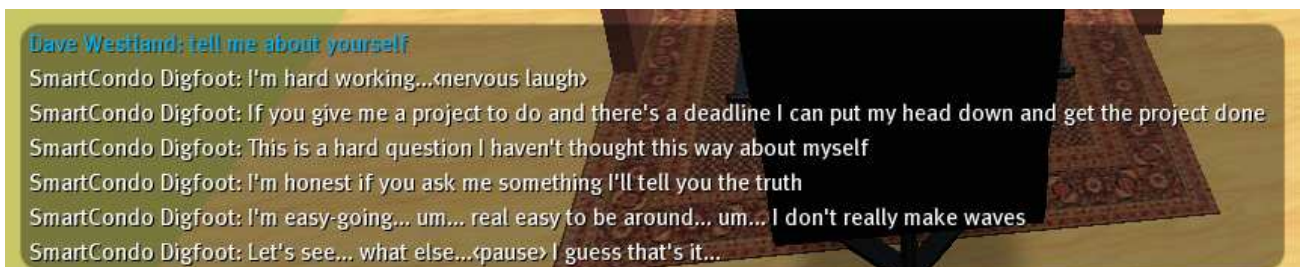 Dave Westland: tell me about yourself
SmartCondo Digfoot: I'm hard working...<nervous laugh>
SmartCondo Digfoot: If you give me a project to do and there's a deadline I can put my head down and get the project done
SmartCondo Digfoot: This is a hard question I haven't thought this way about myself
SmartCondo Digfoot: I'm honest if you ask me something I'll tell you the truth
SmartCondo Digfoot: I'm easy-going... um... real easy to be around... um... I don't really make waves
SmartCondo Digfoot: Let's see... what else...<pause> I guess that's it...